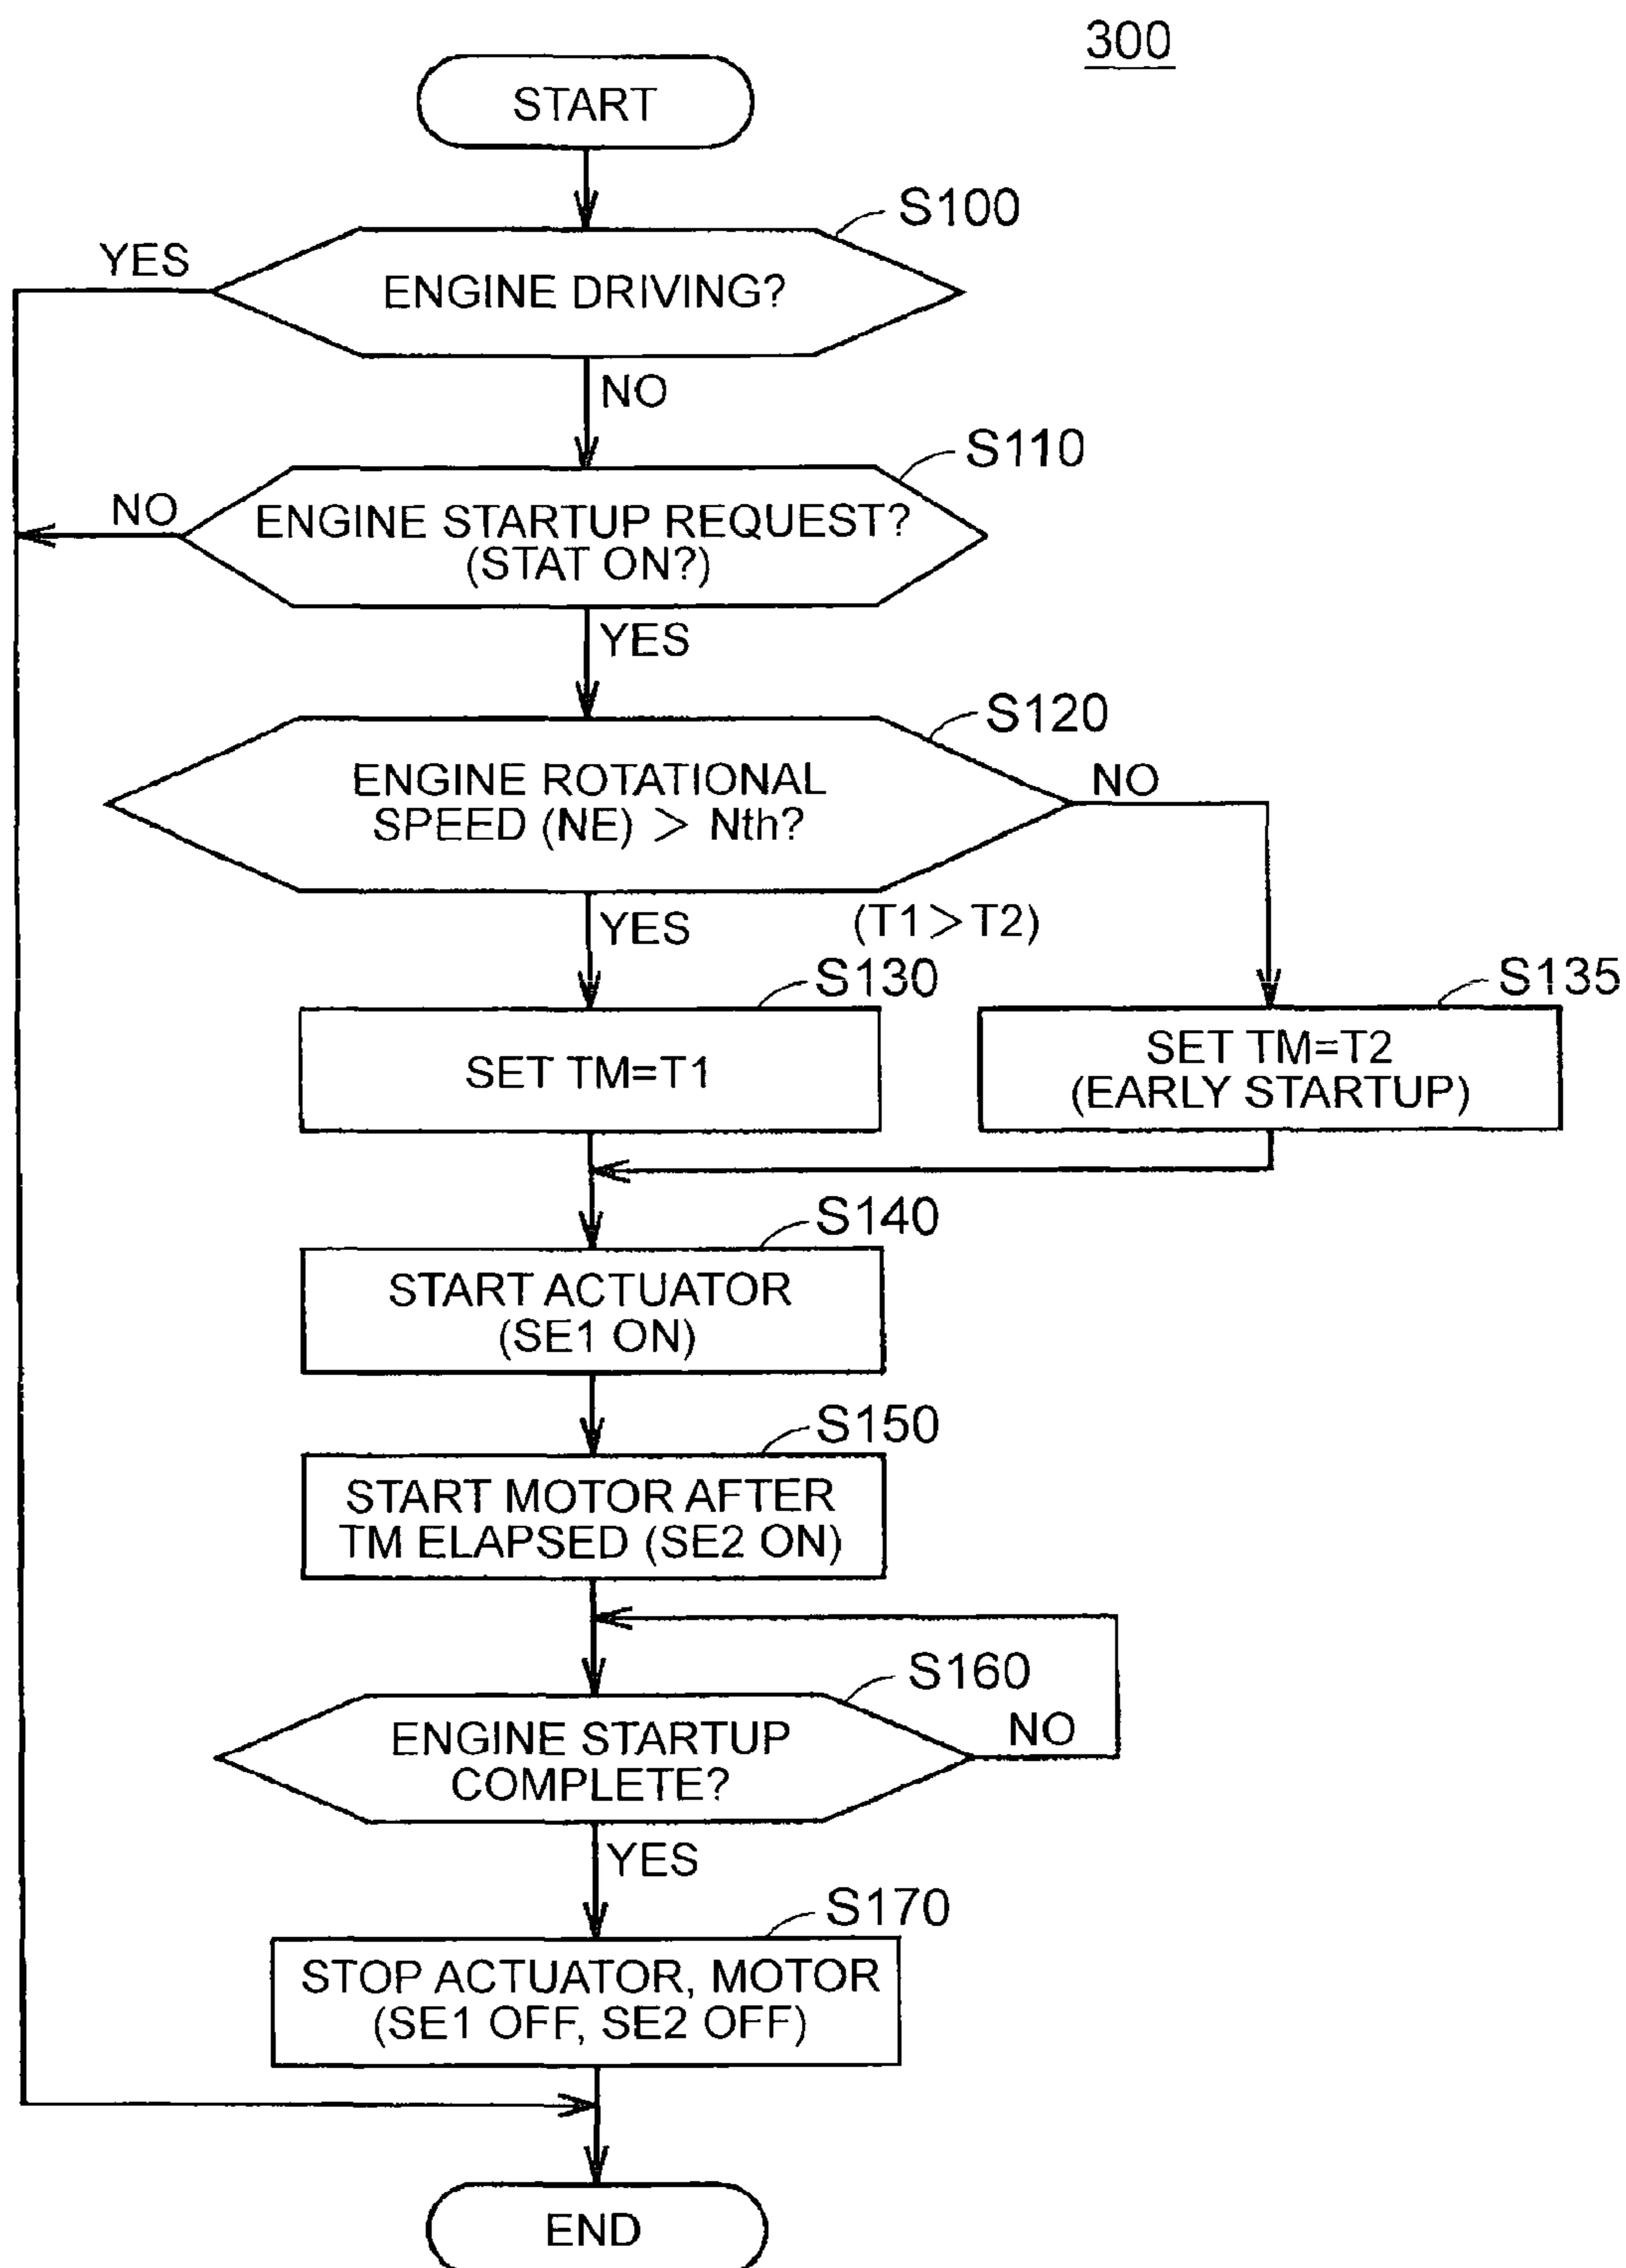 300
START
S100
YES
ENGINE DRIVING?
NO
S110
NO
ENGINE STARTUP REQUEST?
(STAT ON?)
YES
S120
ENGINE ROTATIONAL
SPEED (NE) > Nth?
NO
YES
(T1>T2)
S130
S135
SET TM=T1
SET TM=T2
(EARLY STARTUP)
S140
START ACTUATOR
(SE1 ON)
S150
START MOTOR AFTER
TM ELAPSED (SE2 ON)
S160
ENGINE STARTUP
COMPLETE?
NO
YES
S170
STOP ACTUATOR, MOTOR
(SE1 OFF, SE2 OFF)
END